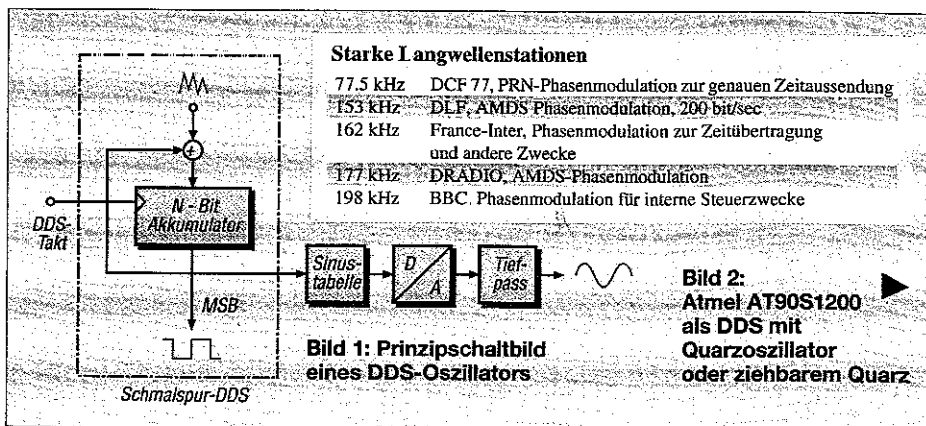 Starke Langwellenstationen
77.5 kHz DCF 77, PRN-Phasenmodulation zur genauen Zeitaussendung
153 kHz DLF, AMDS Phasenmodulation, 200 bit/sec
162 kHz France-Inter, Phasenmodulation zur Zeitübertragung
und andere Zwecke
177 kHz DRADIO, AMDS-Phasenmodulation
198 kHz BBC, Phasenmodulation für interne Steuerzwecke
+
DDS-
Takt
N-Bit
Akkumulator
MSB
Schmalspur-DDS
Sinus-
tabelle
D
A
Tief-
pass
Bild 1: Prinzipschaltbild
eines DDS-Oszillators
Bild 2:
Atmel AT90S1200
als DDS mit
Quarzoszillator
oder ziehbarem Quarz